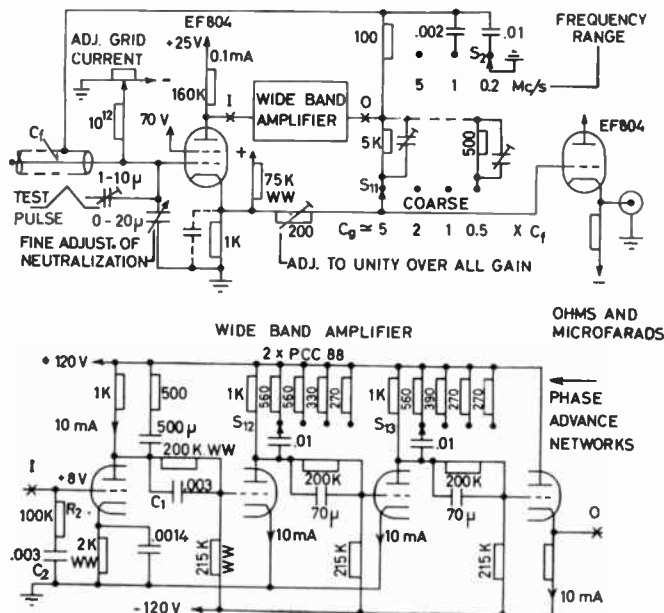 EF804
+25V
0.1mA
160K
I
WIDE BAND
AMPLIFIER
O
100
.002
.01
S2
5 1 0.2 Mc/s
FREQUENCY
RANGE
ADJ. GRID
CURRENT
-
10^12
70 V
Cf
TEST
PULSE
1-10μ
0-20μ
FINE ADJUST. OF
NEUTRALIZATION
+
75K
WW
1K
200
ADJ. TO UNITY OVER ALL GAIN
5K
500
S11
COARSE
Cg ≃ 5 2 1 0.5 X Cf
EF804
-
OHMS AND
MICROFARADS
WIDE BAND AMPLIFIER
2 x PCC 88
+ 120V
1K
500
10 mA
500μ
200K WW
C1
.003
I
+8V
100K
R2
.003
C2
2K
WW
.0014
215K
WW
1K
560
560
330
270
S12
.01
200K
70μ
10mA
215K
1K
560
390
270
270
S13
.01
200K
70μ
10mA
215K
PHASE
ADVANCE
NETWORKS
O
10 mA
-120V